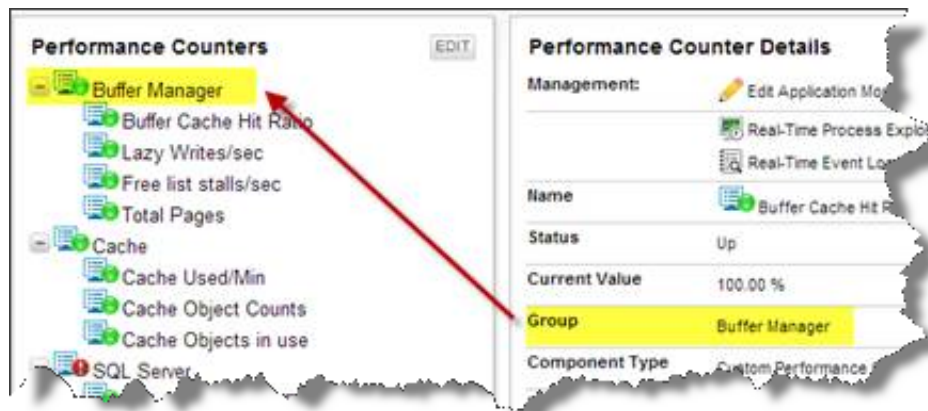 Performance Counters
EDIT
Buffer Manager
Buffer Cache Hit Ratio
Lazy Writes/sec
Free list stalls/sec
Total Pages
Cache
Cache Used/Min
Cache Object Counts
Cache Objects in use
SQL Server
Performance Counter Details
Management:
Edit Application
Real-Time Process
Real-Time Event
Name
Buffer Cache Hit
Status
Up
Current Value
100.00 %
Group
Buffer Manager
Component Type
Custom Performance